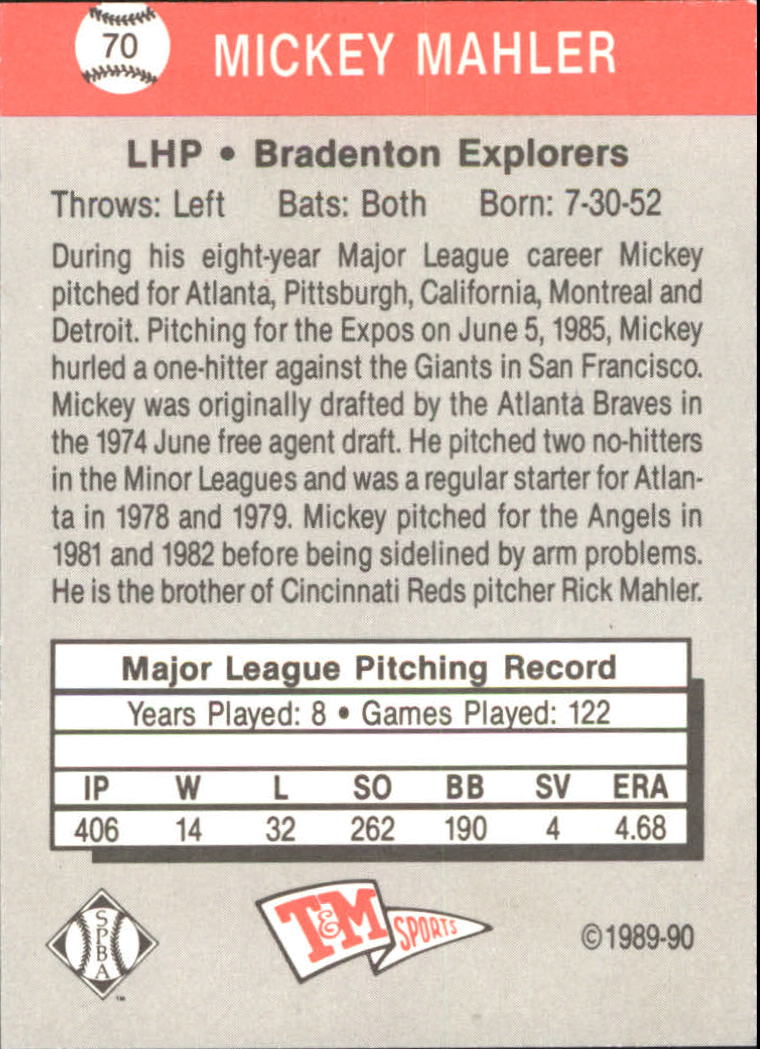 70
MICKEY MAHLER
LHP • Bradenton Explorers
Throws: Left Bats: Both Born: 7-30-52
During his eight-year Major League career Mickey
pitched for Atlanta, Pittsburgh, California, Montreal and
Detroit. Pitching for the Expos on June 5, 1985, Mickey
hurled a one-hitter against the Giants in San Francisco.
Mickey was originally drafted by the Atlanta Braves in
the 1974 June free agent draft. He pitched two no-hitters
in the Minor Leagues and was a regular starter for Atlan-
ta in 1978 and 1979. Mickey pitched for the Angels in
1981 and 1982 before being sidelined by arm problems.
He is the brother of Cincinnati Reds pitcher Rick Mahler.
Major League Pitching Record
Years Played: 8 • Games Played: 122
IP W L SO BB SV ERA
406 14 32 262 190 4 4.68
SPBA
TM
T&M SPORTS
©1989-90